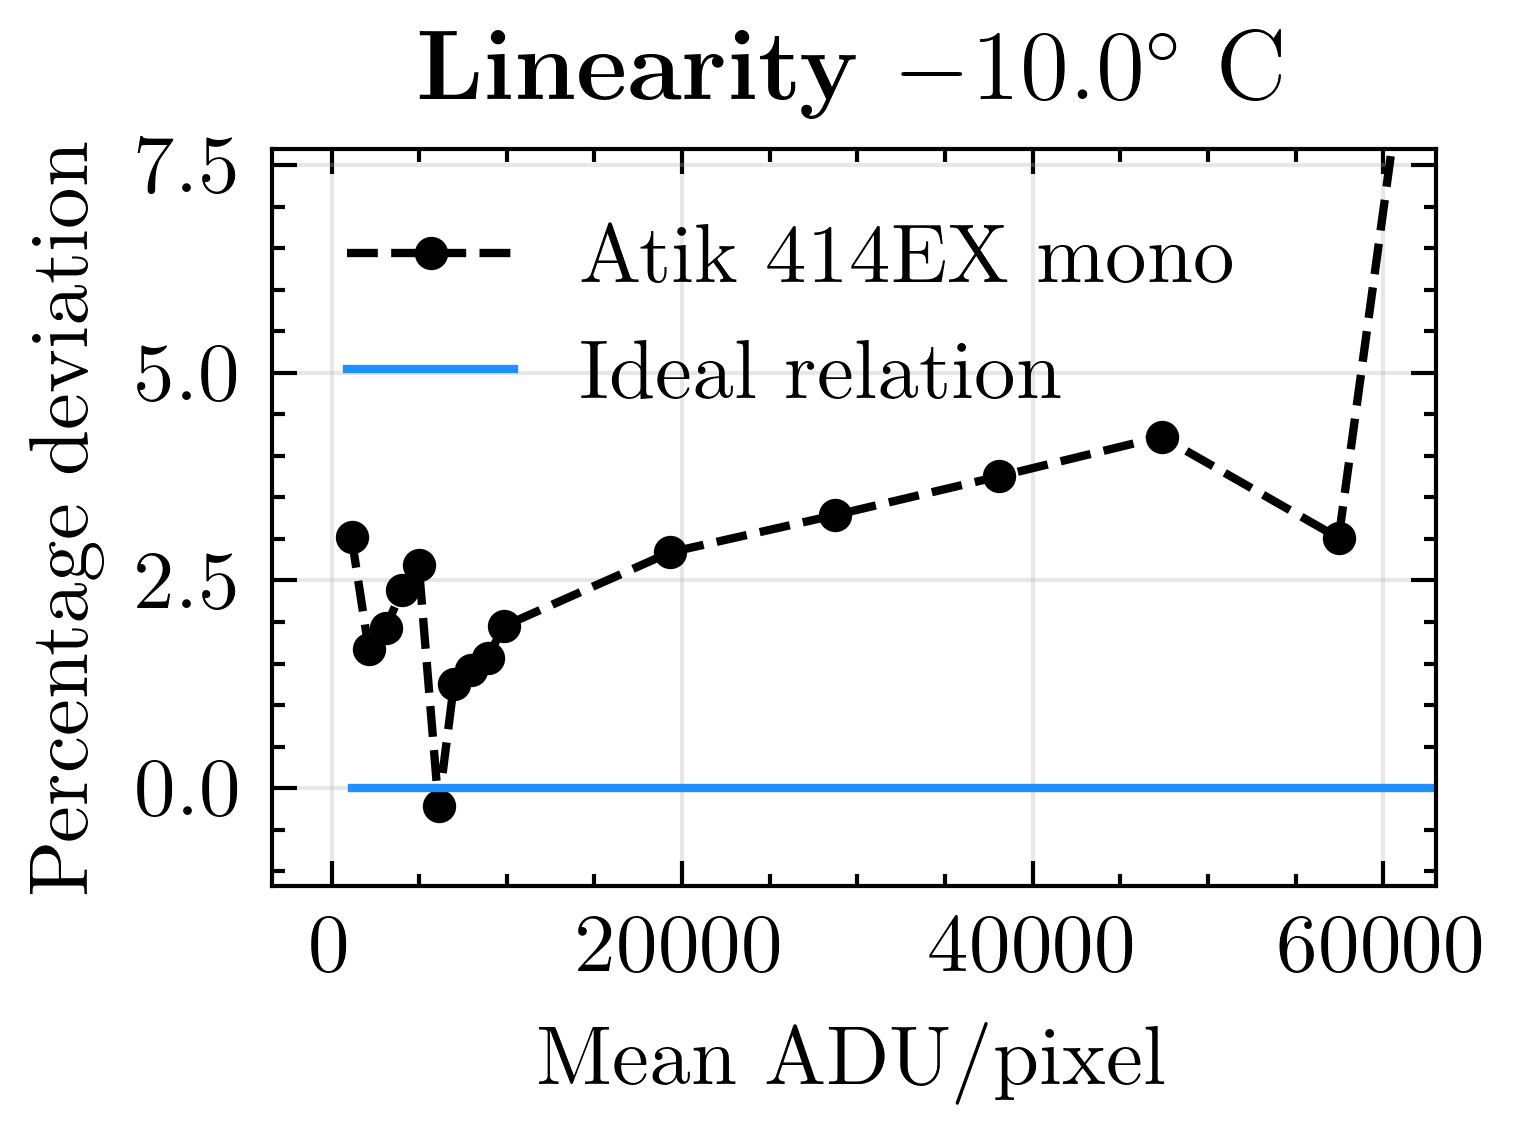 Linearity −10.0° C
Percentage deviation
7.5
5.0
2.5
0.0
Atik 414EX mono
Ideal relation
0 20000 40000 60000
Mean ADU/pixel